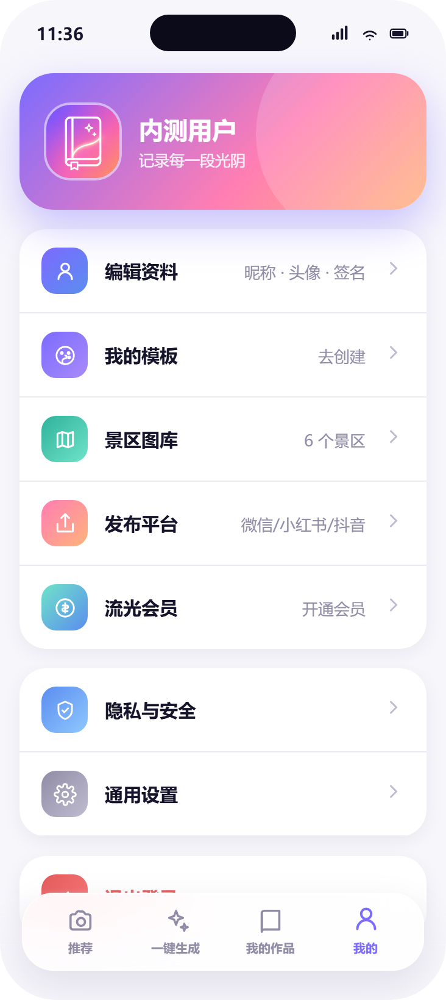 11:36
内测用户
记录每一段光阴
编辑资料
昵称 · 头像 · 签名
我的模板
去创建
景区图库
6 个景区
发布平台
微信/小红书/抖音
流光会员
开通会员
隐私与安全
通用设置
推荐
一键生成
我的作品
我的